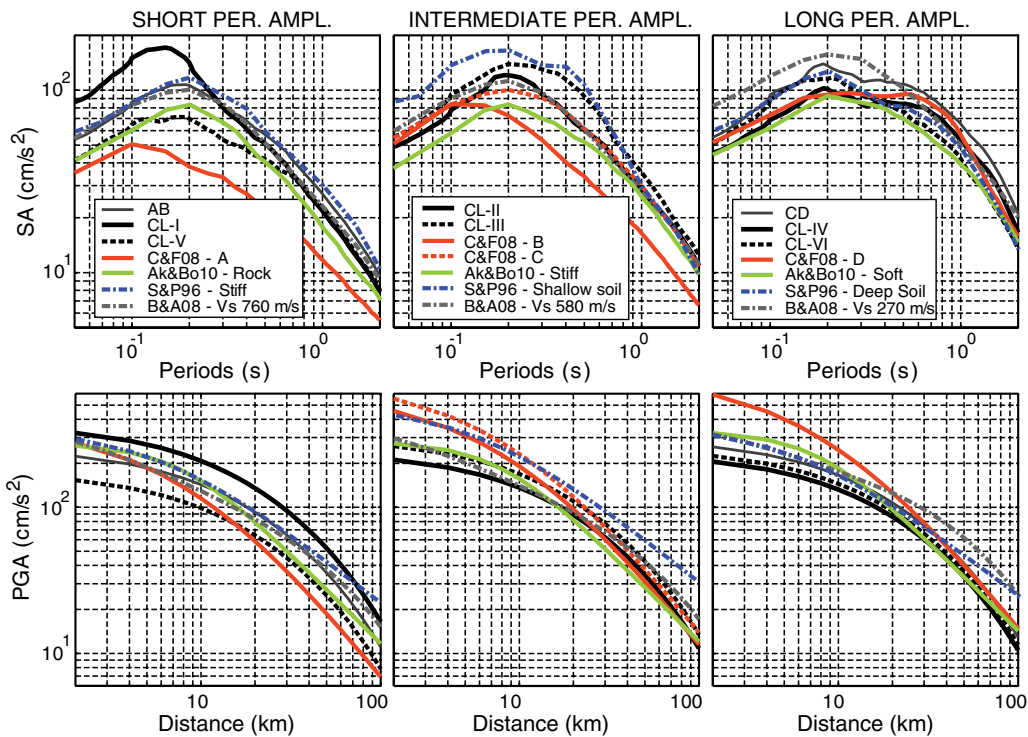 SHORT PER. AMPL.
INTERMEDIATE PER. AMPL.
LONG PER. AMPL.
SA (cm/s²)
10²
10¹
AB
CL-I
CL-V
C&F08 - A
Ak&Bo10 - Rock
S&P96 - Stiff
B&A08 - Vs 760 m/s
CL-II
CL-III
C&F08 - B
C&F08 - C
Ak&Bo10 - Stiff
S&P96 - Shallow soil
B&A08 - Vs 580 m/s
CD
CL-IV
CL-VI
C&F08 - D
Ak&Bo10 - Soft
S&P96 - Deep Soil
B&A08 - Vs 270 m/s
10⁻¹ 10⁰
10⁻¹ 10⁰
10⁻¹ 10⁰
Periods (s)
Periods (s)
Periods (s)
PGA (cm/s²)
10²
10¹
10 100
10 100
10 100
Distance (km)
Distance (km)
Distance (km)